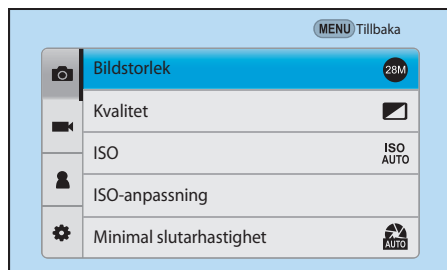 MENU Tillbaka
Bildstorlek 28M
Kvalitet
ISO ISO AUTO
ISO-anpassning
Minimal slutarhastighet AUTO